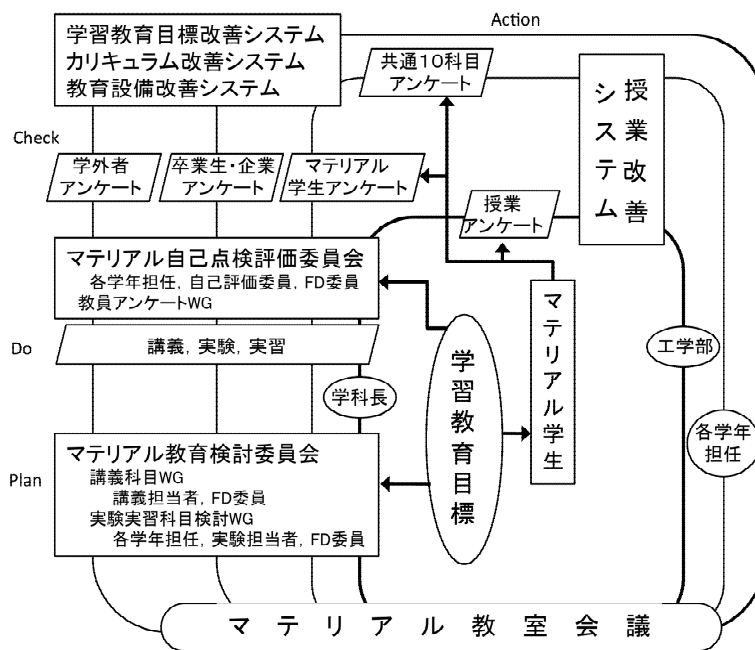 Action
学習教育目標改善システム
カリキュラム改善システム
教育設備改善システム
共通10科目
アンケート
授業改善
システム
Check
学外者
アンケート
卒業生・企業
アンケート
マテリアル
学生アンケート
授業
アンケート
マテリアル自己点検評価委員会
各学年担任, 自己評価委員, FD委員
教員アンケートWG
Do
講義, 実験, 実習
学科長
学習教育目標
マテリアル学生
工学部
各学年
担任
Plan
マテリアル教育検討委員会
講義科目WG
講義担当者, FD委員
実験実習科目検討WG
各学年担任, 実験担当者, FD委員
マテリアル教室会議